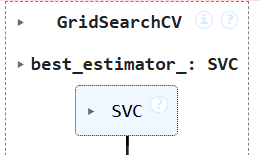 ▸ GridSearchCV i ?
▸ best_estimator_: SVC
▸ SVC ?